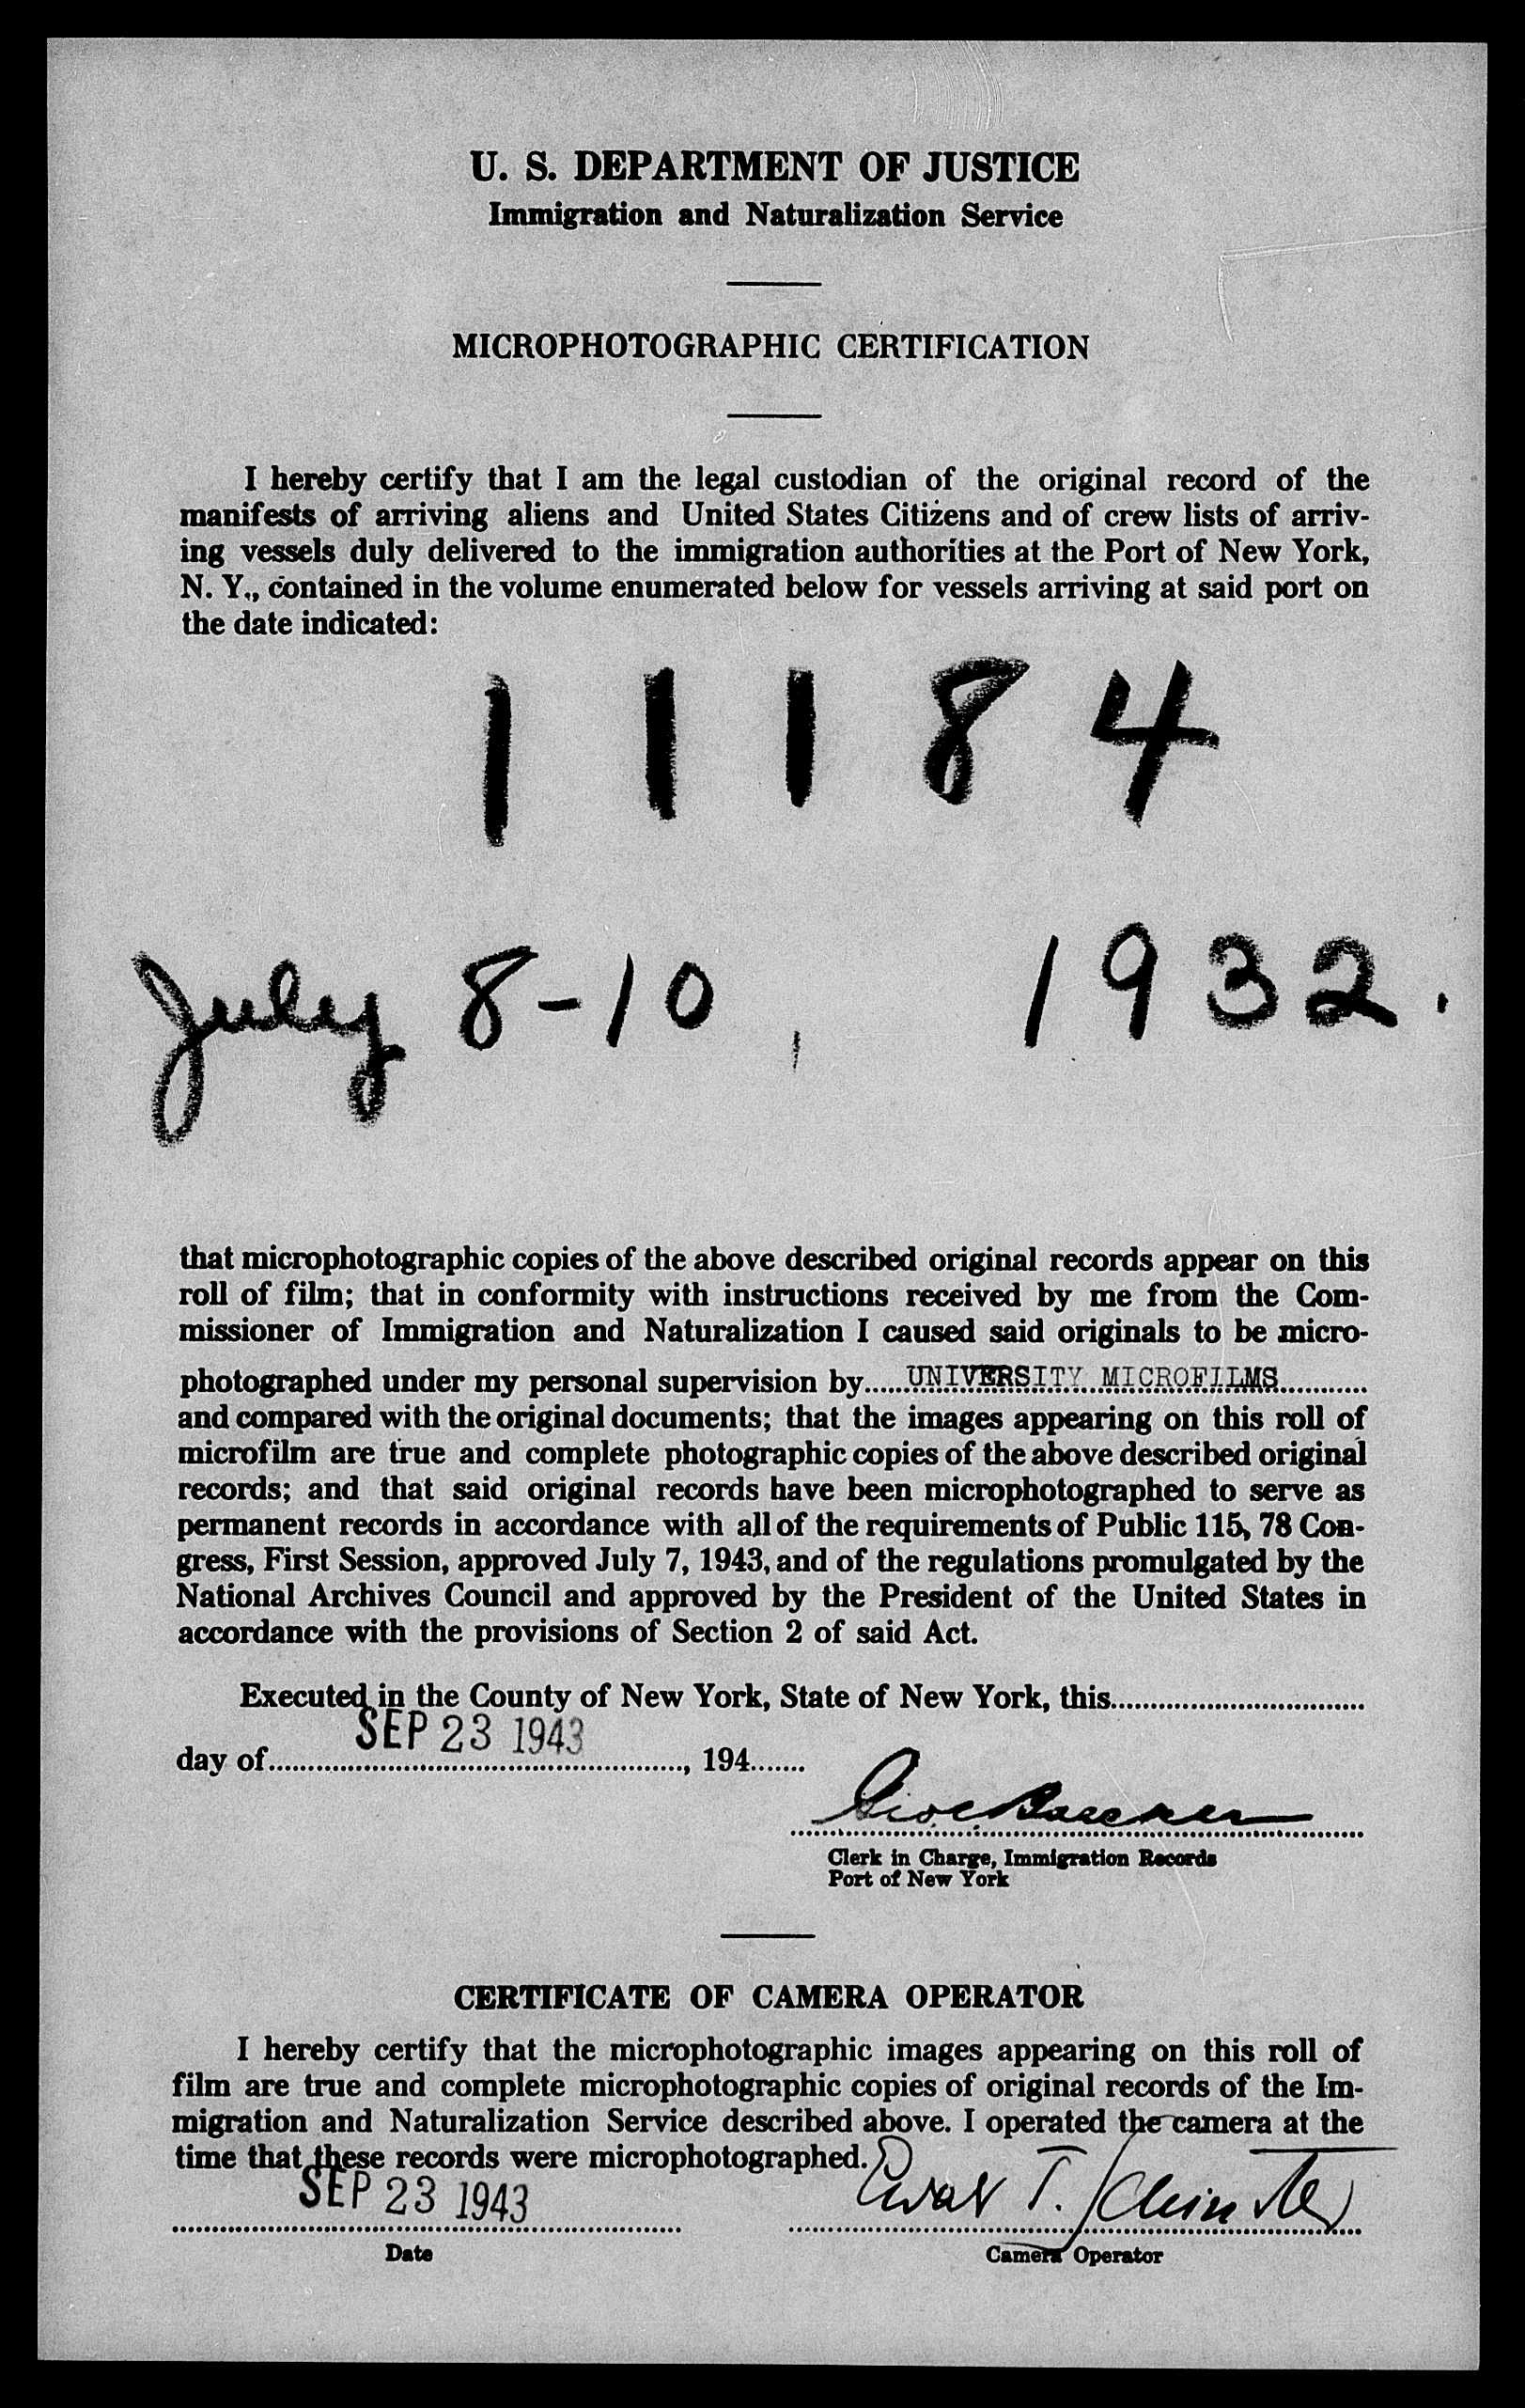 U. S. DEPARTMENT OF JUSTICE
Immigration and Naturalization Service
MICROPHOTOGRAPHIC CERTIFICATION
I hereby certify that I am the legal custodian of the original record of the
manifests of arriving aliens and United States Citizens and of crew lists of arriv-
ing vessels duly delivered to the immigration authorities at the Port of New York,
N. Y., contained in the volume enumerated below for vessels arriving at said port on
the date indicated:
1 1 1 8 4
July 8-10, 1932.
that microphotographic copies of the above described original records appear on this
roll of film; that in conformity with instructions received by me from the Com-
missioner of Immigration and Naturalization I caused said originals to be micro-
photographed under my personal supervision by......UNIVERSITY MICROFILMS............
and compared with the original documents; that the images appearing on this roll of
microfilm are true and complete photographic copies of the above described original
records; and that said original records have been microphotographed to serve as
permanent records in accordance with all of the requirements of Public 115, 78 Con-
gress, First Session, approved July 7, 1943, and of the regulations promulgated by the
National Archives Council and approved by the President of the United States in
accordance with the provisions of Section 2 of said Act.
Executed in the County of New York, State of New York, this................................
SEP 23 1943
day of...................................................., 194.......
Clerk in Charge, Immigration Records
Port of New York
CERTIFICATE OF CAMERA OPERATOR
I hereby certify that the microphotographic images appearing on this roll of
film are true and complete microphotographic copies of original records of the Im-
migration and Naturalization Service described above. I operated the camera at the
time that these records were microphotographed.
SEP 23 1943
T.
Date
Camera Operator